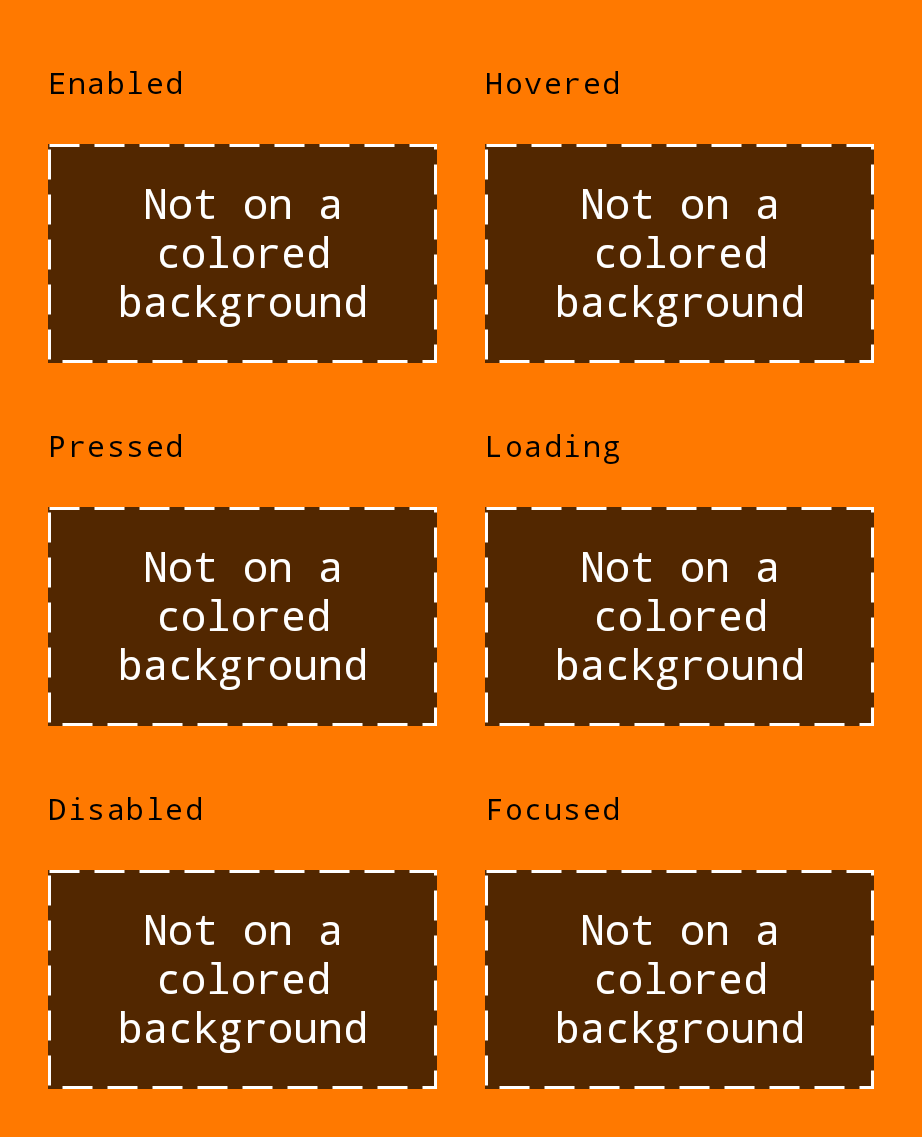 Enabled
Hovered
Not on a
colored
background
Not on a
colored
background
Pressed
Loading
Not on a
colored
background
Not on a
colored
background
Disabled
Focused
Not on a
colored
background
Not on a
colored
background